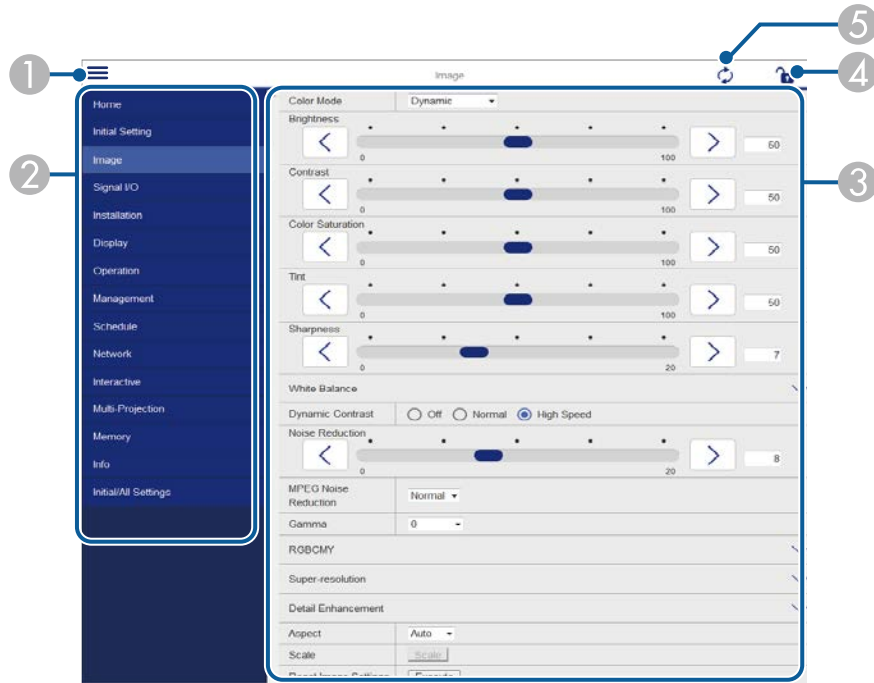 5
1
Image
4
2
3
Home
Initial Setting
Image
Signal I/O
Installation
Display
Operation
Management
Schedule
Network
Interactive
Multi-Projection
Memory
Info
Initial/All Settings
Color Mode
Dynamic
Brightness
0
100
50
Contrast
0
100
50
Color Saturation
0
100
50
Tint
0
100
50
Sharpness
0
20
7
White Balance
Dynamic Contrast
Off
Normal
High Speed
Noise Reduction
0
20
8
MPEG Noise
Reduction
Normal
Gamma
0
RGBCMY
Super-resolution
Detail Enhancement
Aspect
Auto
Scale
Scale
Reset Image Settings
Execute